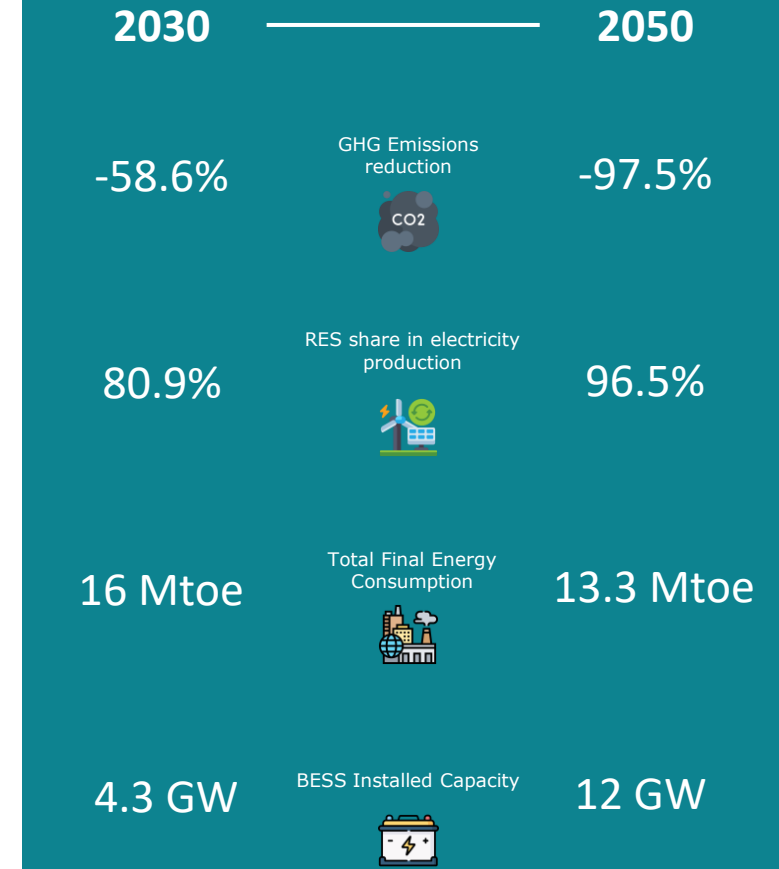 2030 2050
GHG Emissions
reduction
-58.6% -97.5%
CO2
RES share in electricity
production
80.9% 96.5%
Total Final Energy
Consumption
16 Mtoe 13.3 Mtoe
BESS Installed Capacity
4.3 GW 12 GW